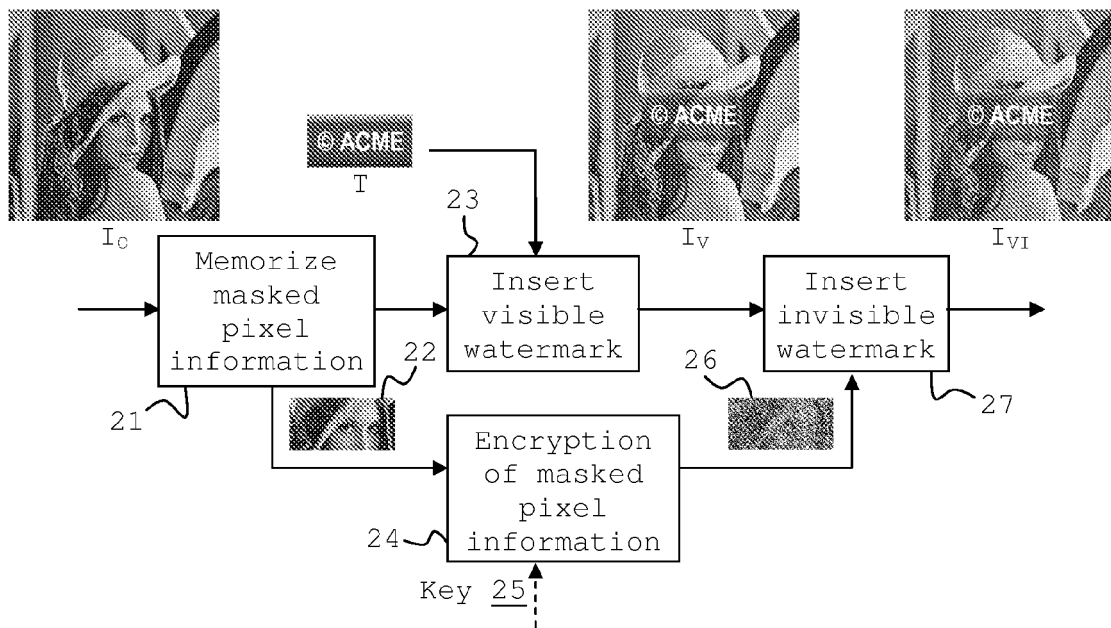 © ACME
© ACME
© ACME
T
23
I_O
I_V
I_VI
Memorize
masked
pixel
information
Insert
visible
watermark
Insert
invisible
watermark
22
26
21
27
Encryption
of masked
pixel
information
24
Key 25